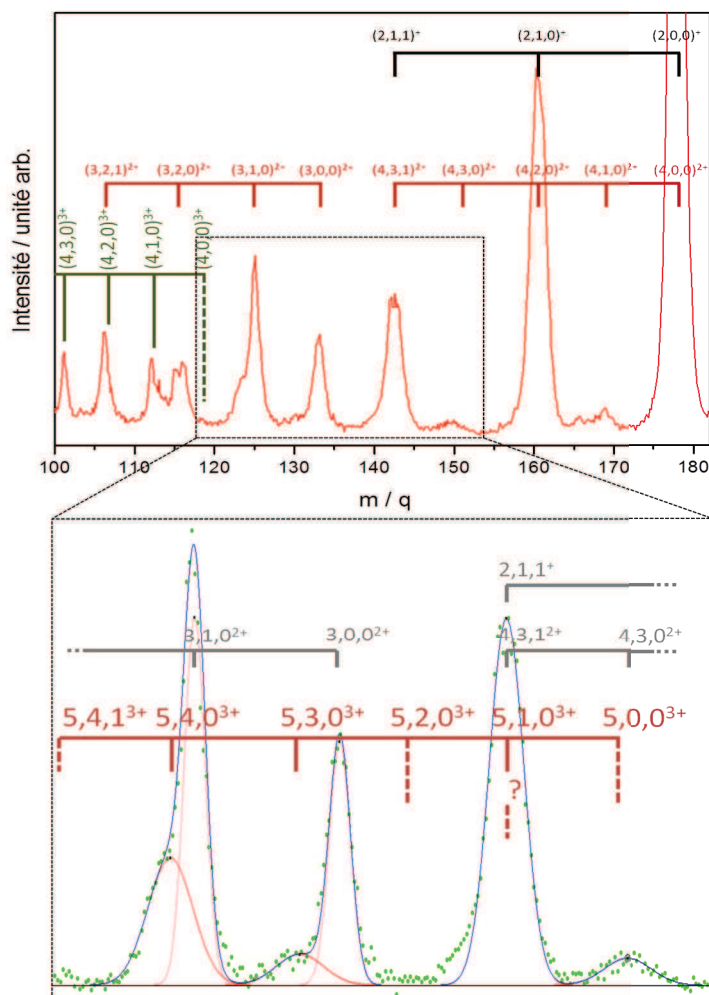 (2,1,1)⁺ (2,1,0)⁺ (2,0,0)⁺
(3,2,1)²⁻ (3,2,0)²⁻ (3,1,0)²⁻ (3,0,0)²⁻ (4,3,1)²⁻ (4,3,0)²⁻ (4,2,0)²⁻ (4,1,0)²⁻ (4,0,0)²⁻
(4,3,0)³⁺ (4,2,0)³⁺ (4,1,0)³⁺ (4,0,0)³⁺
Intensité / unité arb.
100 110 120 130 140 150 160 170 180
m / q
2,1,1⁺
3,1,0²⁺ 3,0,0²⁺ 4,3,1²⁺ 4,3,0²⁺
5,4,1³⁺ 5,4,0³⁺ 5,3,0³⁺ 5,2,0³⁺ 5,1,0³⁺ 5,0,0³⁺
?